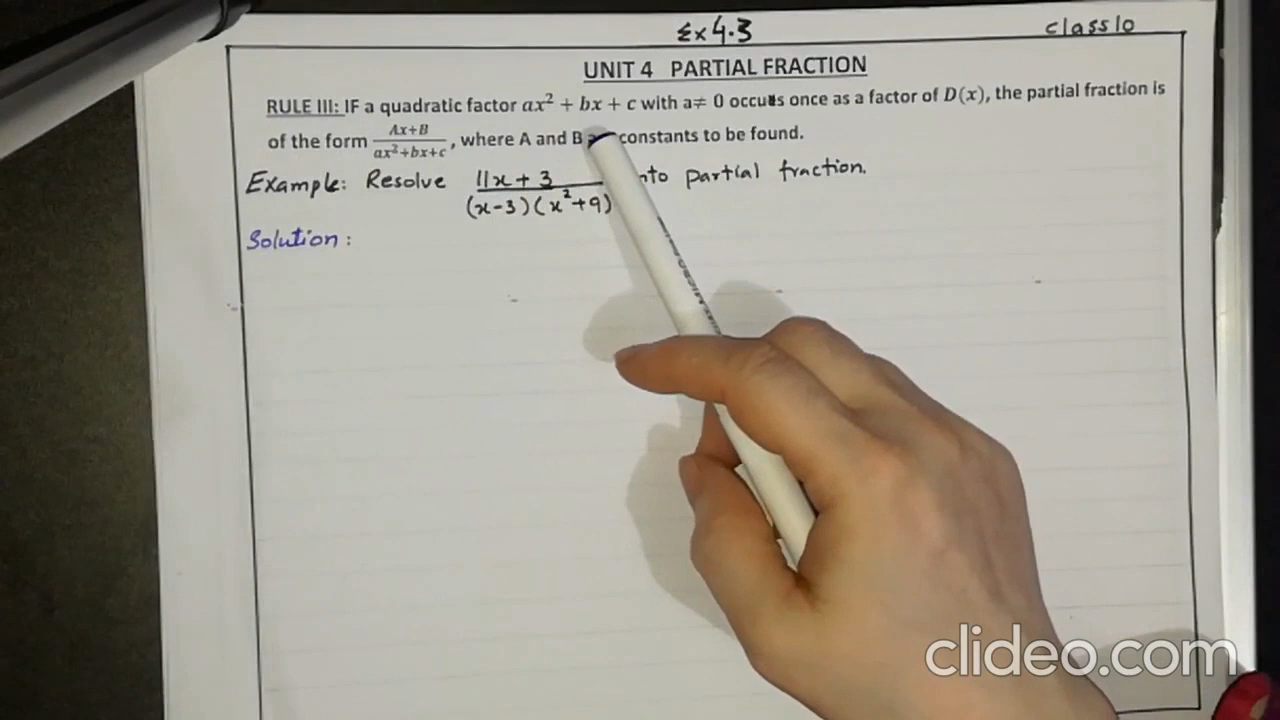 Ex 4.3
class 10
UNIT 4 PARTIAL FRACTION
RULE III: IF a quadratic factor ax² + bx + c with a≠ 0 occurs once as a factor of D(x), the partial fraction is
of the form Ax+B / ax²+bx+c , where A and B constants to be found.
Example: Resolve 11x + 3 / (x-3)(x²+9) partial fraction.
Solution :
clideo.com